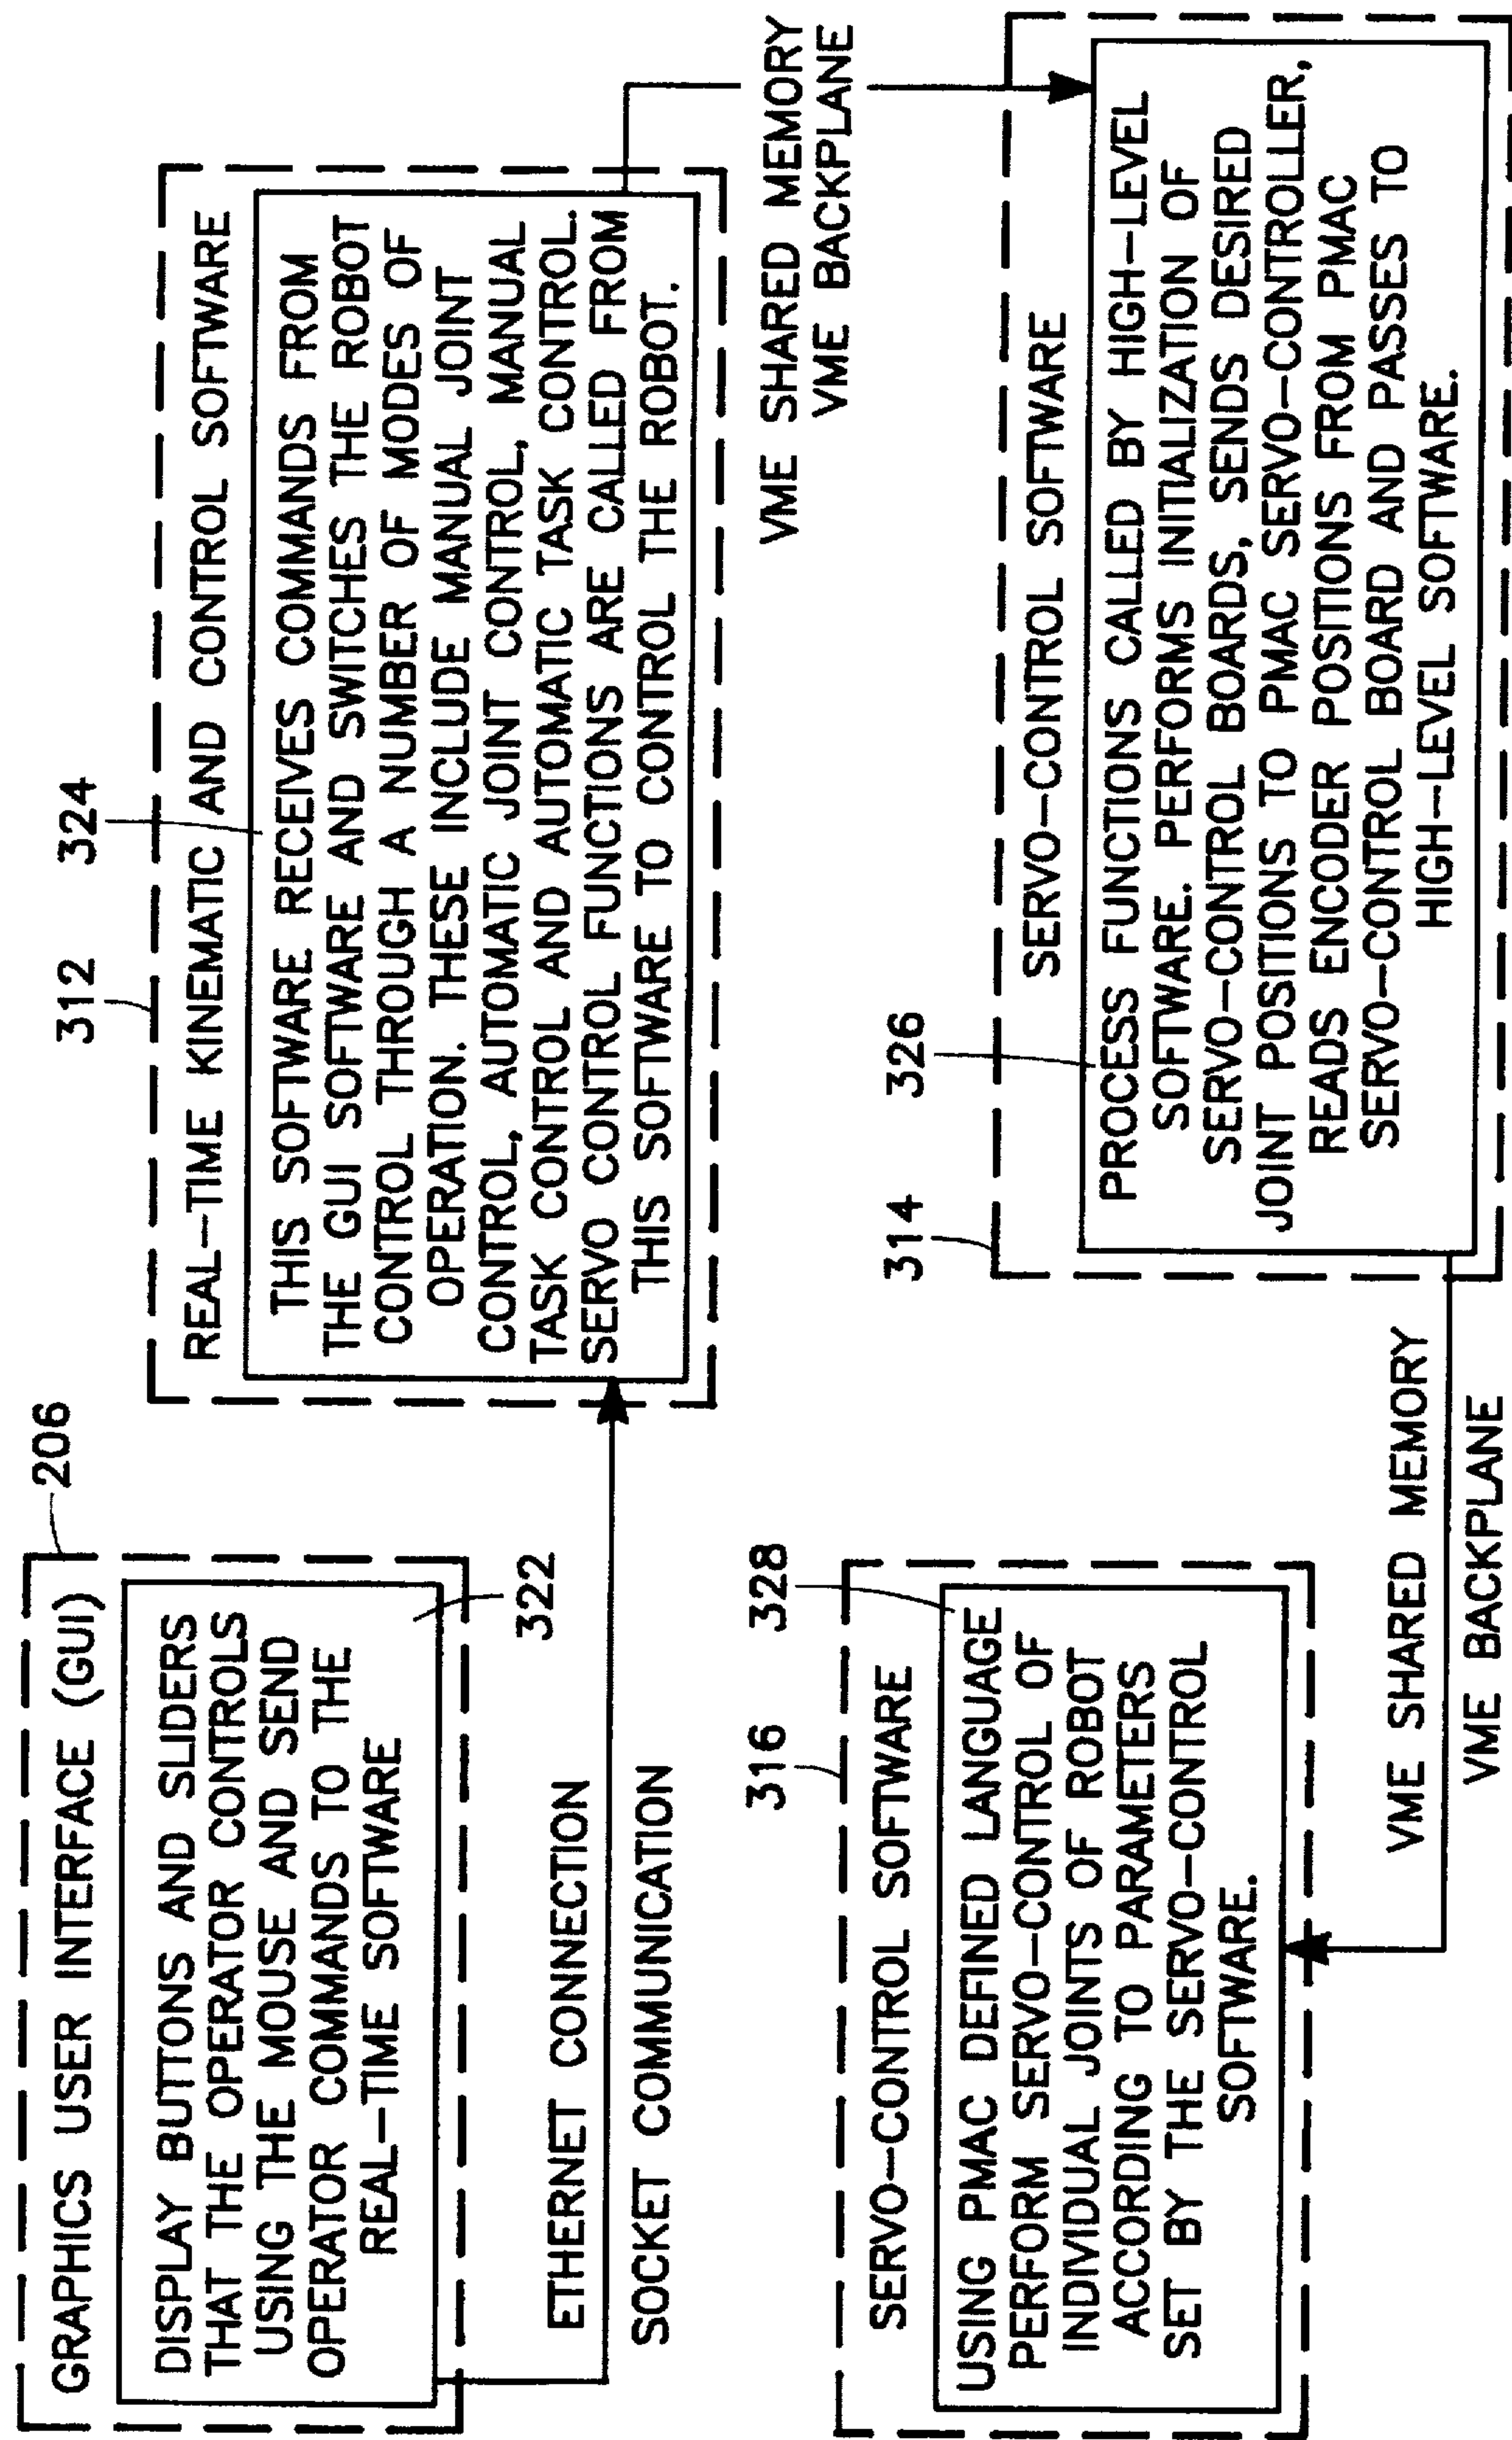 206
GRAPHICS USER INTERFACE (GUI)
DISPLAY BUTTONS AND SLIDERS
THAT THE OPERATOR CONTROLS
USING THE MOUSE AND SEND
OPERATOR COMMANDS TO THE
REAL-TIME SOFTWARE
322
ETHERNET CONNECTION
SOCKET COMMUNICATION
312
324
REAL-TIME KINEMATIC AND CONTROL SOFTWARE
THIS SOFTWARE RECEIVES COMMANDS FROM
THE GUI SOFTWARE AND SWITCHES THE ROBOT
CONTROL THROUGH A NUMBER OF MODES OF
OPERATION. THESE INCLUDE MANUAL JOINT
CONTROL, AUTOMATIC JOINT CONTROL, MANUAL
TASK CONTROL AND AUTOMATIC TASK CONTROL.
SERVO CONTROL FUNCTIONS ARE CALLED FROM
THIS SOFTWARE TO CONTROL THE ROBOT.
VME SHARED MEMORY
VME BACKPLANE
316
328
SERVO-CONTROL SOFTWARE
USING PMAC DEFINED LANGUAGE
PERFORM SERVO-CONTROL OF
INDIVIDUAL JOINTS OF ROBOT
ACCORDING TO PARAMETERS
SET BY THE SERVO-CONTROL
SOFTWARE.
314
326
SERVO-CONTROL SOFTWARE
PROCESS FUNCTIONS CALLED BY HIGH-LEVEL
SOFTWARE. PERFORMS INITIALIZATION OF
SERVO-CONTROL BOARDS, SENDS DESIRED
JOINT POSITIONS TO PMAC SERVO-CONTROLLER,
READS ENCODER POSITIONS FROM PMAC
SERVO-CONTROL BOARD AND PASSES TO
HIGH-LEVEL SOFTWARE.
VME SHARED MEMORY
VME BACKPLANE